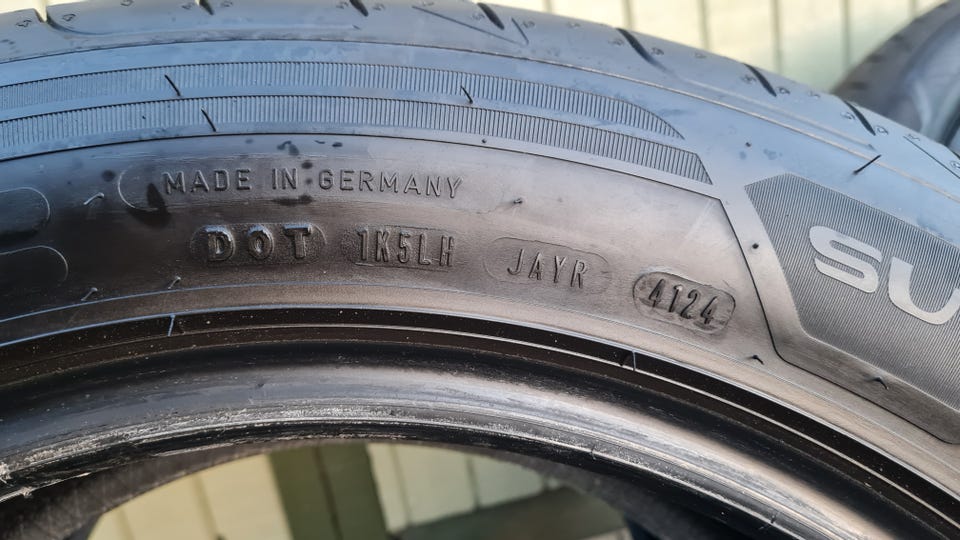 MADE IN GERMANY
DOT 1K5LH JAYR 4124
SU